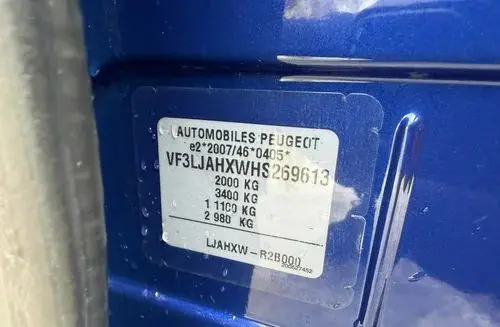 AUTOMOBILES PEUGEOT
e2*2007/46*0405*
VF3LJAHXWHS269613
2000 KG
3400 KG
1 1100 KG
2 980 KG
LJAHXW-R2B000
200527452